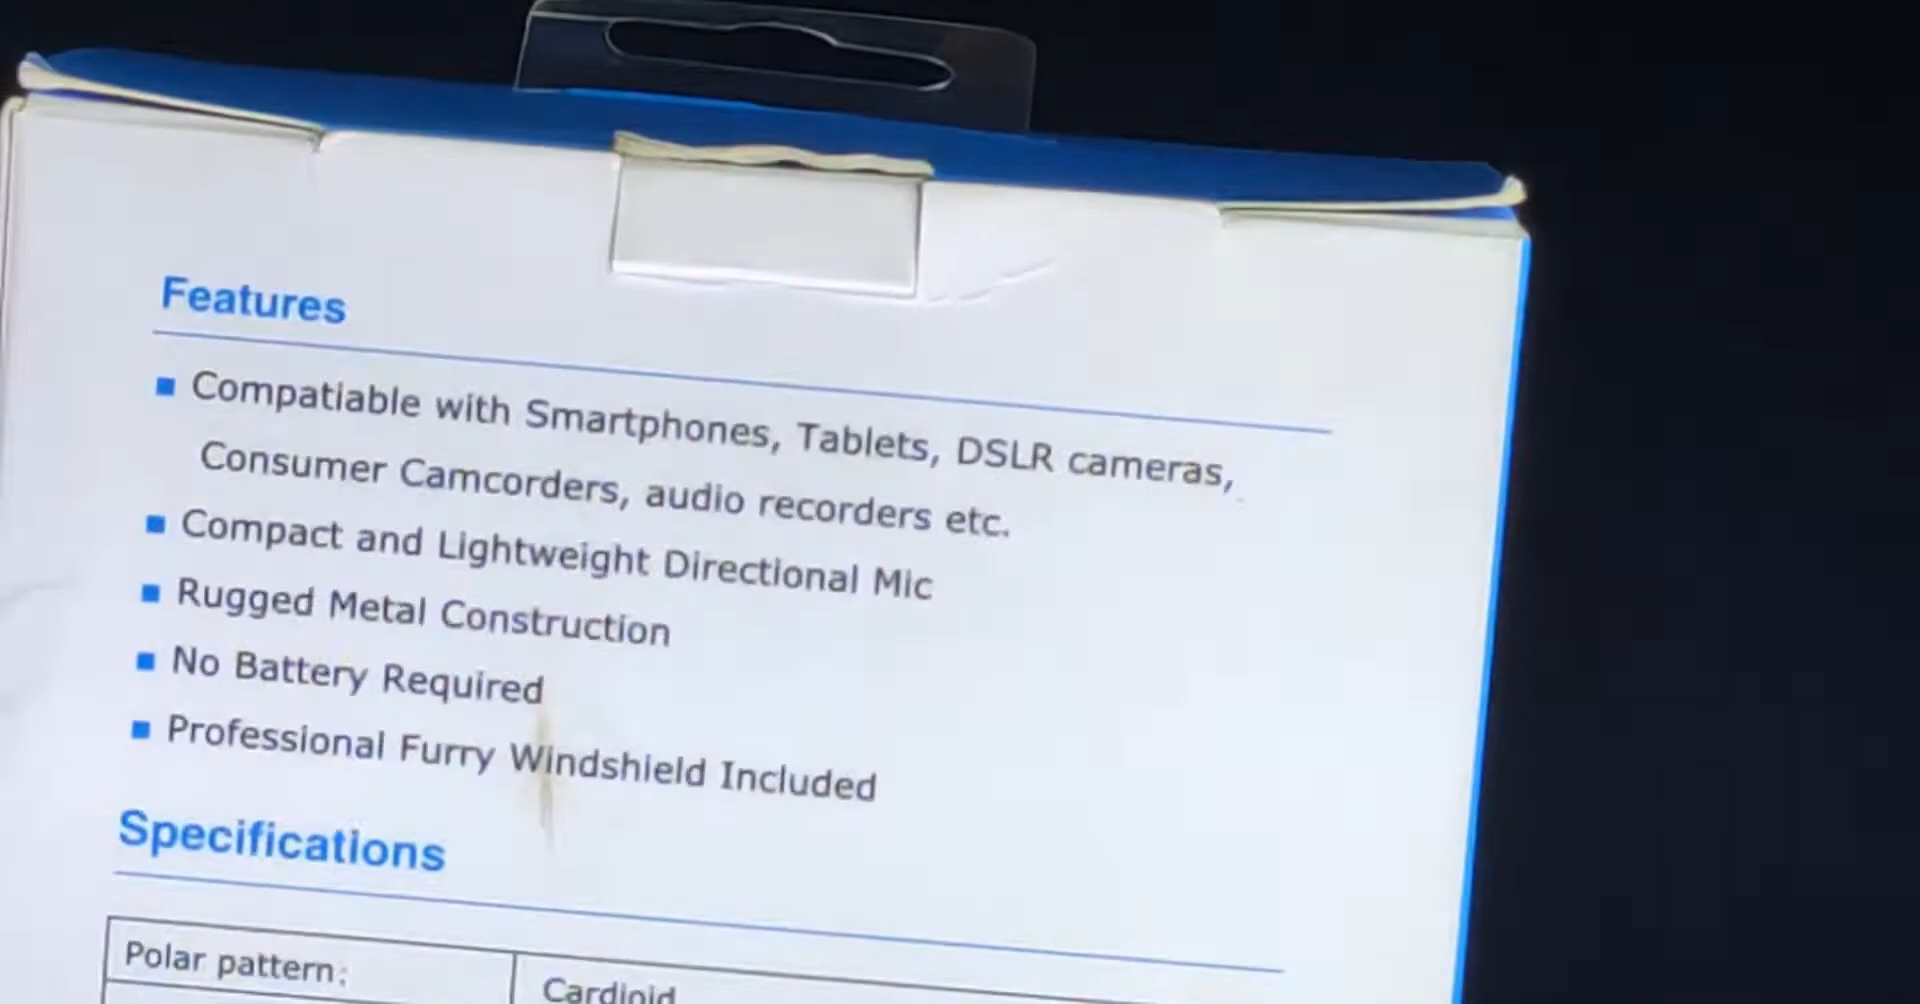 Features
Compatiable with Smartphones, Tablets, DSLR cameras,
Consumer Camcorders, audio recorders etc.
Compact and Lightweight Directional Mic
Rugged Metal Construction
No Battery Required
Professional Furry Windshield Included
Specifications
Polar pattern:
Cardioid